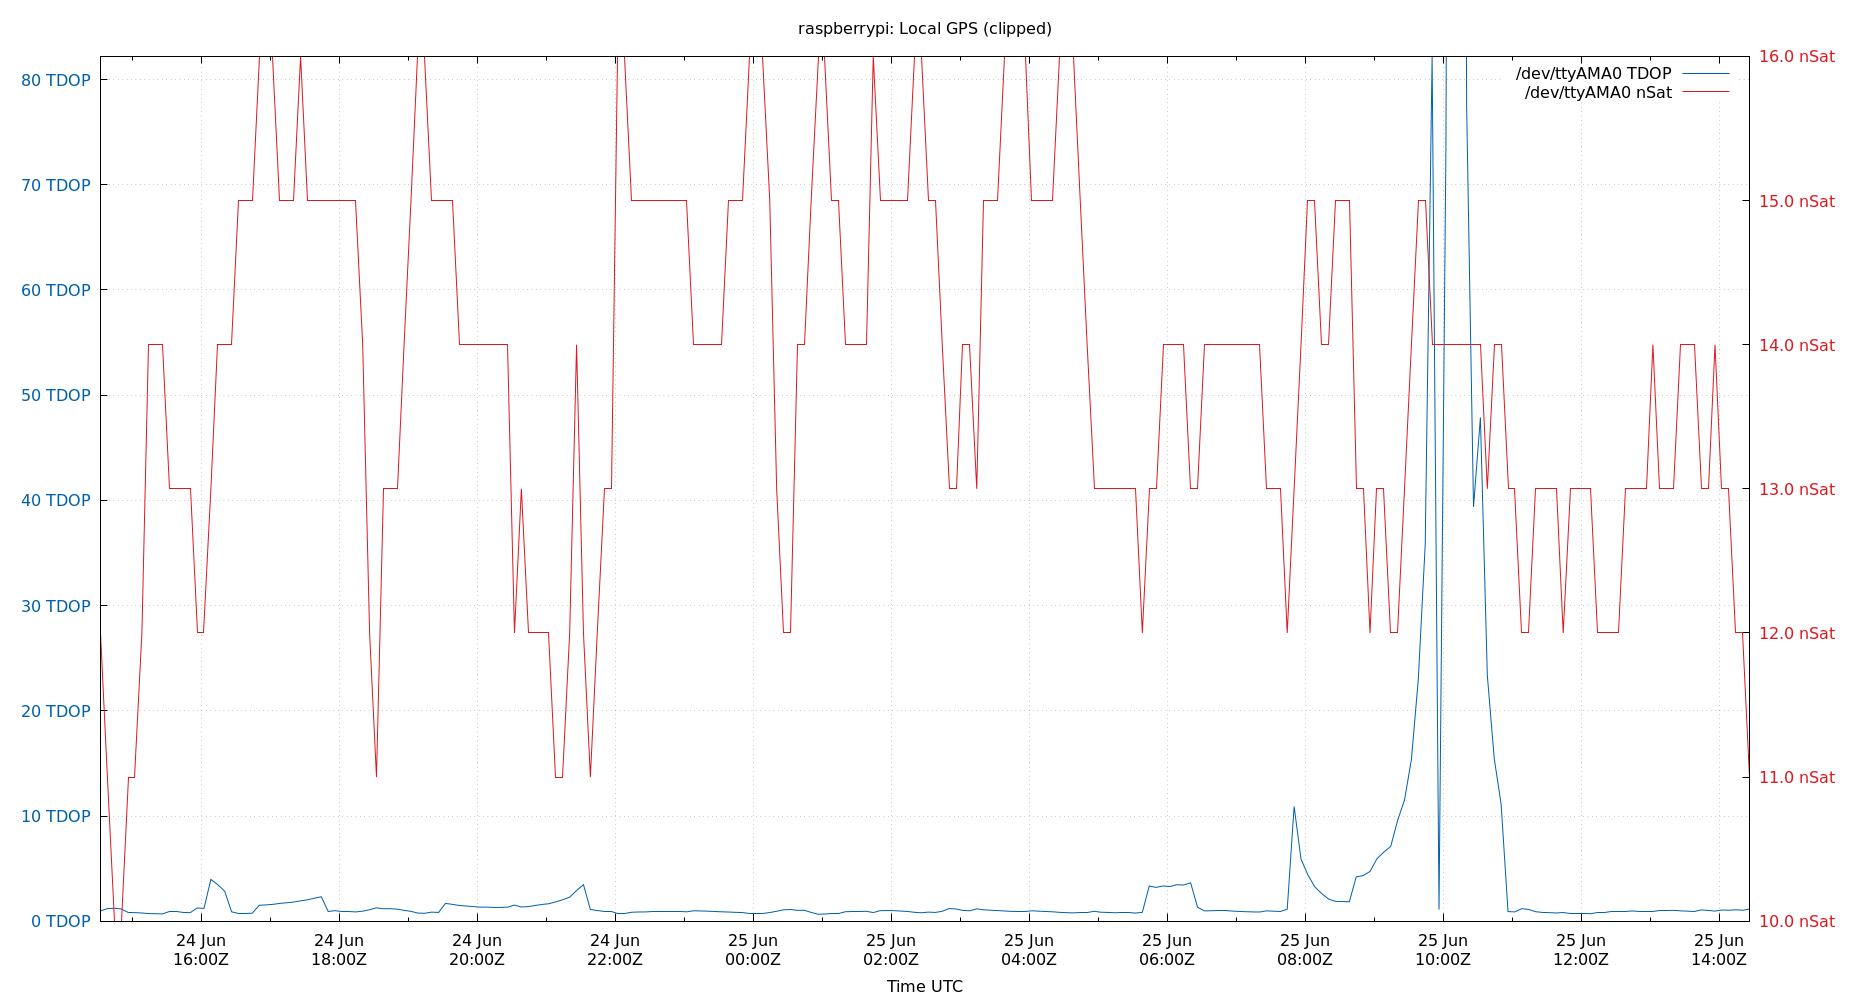 raspberrypi: Local GPS (clipped)
/dev/ttyAMA0 TDOP
/dev/ttyAMA0 nSat
80 TDOP
70 TDOP
60 TDOP
50 TDOP
40 TDOP
30 TDOP
20 TDOP
10 TDOP
0 TDOP
16.0 nSat
15.0 nSat
14.0 nSat
13.0 nSat
12.0 nSat
11.0 nSat
10.0 nSat
24 Jun
16:00Z
24 Jun
18:00Z
24 Jun
20:00Z
24 Jun
22:00Z
25 Jun
00:00Z
25 Jun
02:00Z
25 Jun
04:00Z
25 Jun
06:00Z
25 Jun
08:00Z
25 Jun
10:00Z
25 Jun
12:00Z
25 Jun
14:00Z
Time UTC